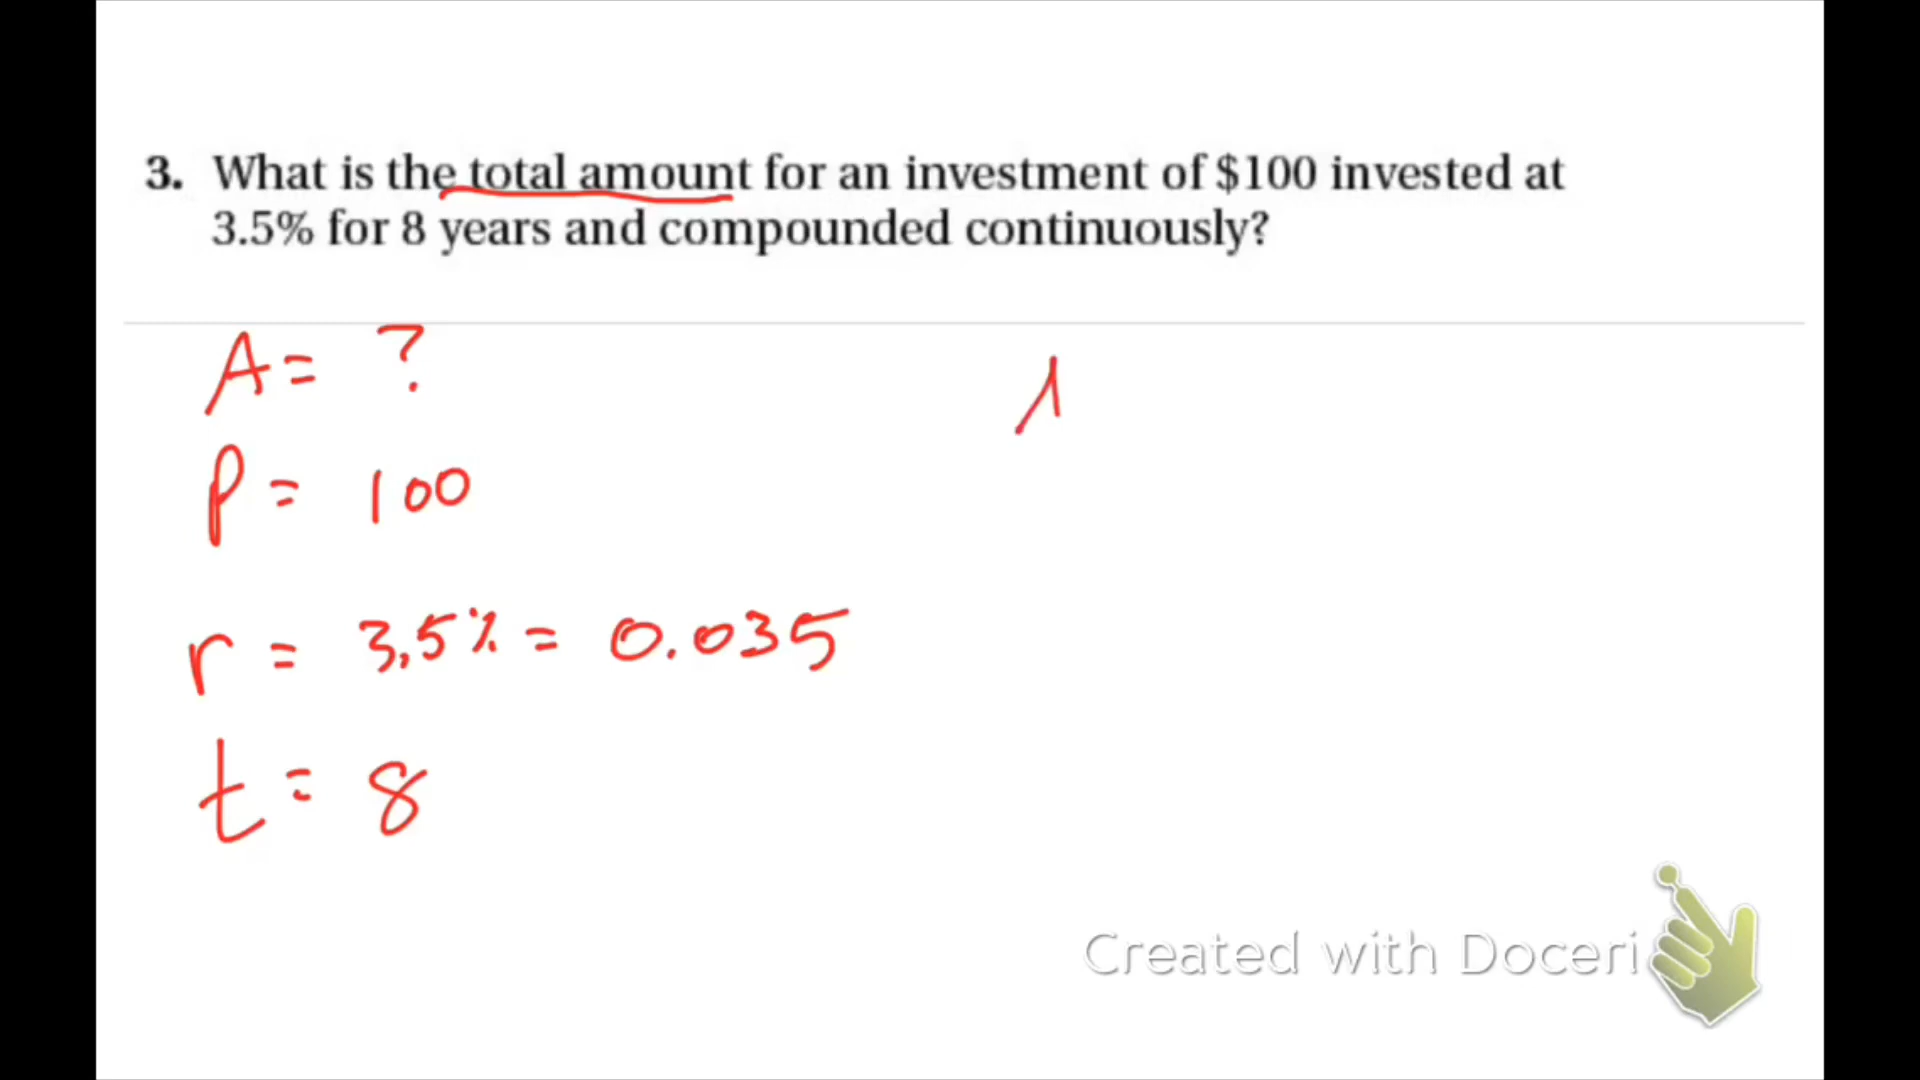 3. What is the total amount for an investment of $100 invested at
3.5% for 8 years and compounded continuously?
A = ?
P = 100
r = 3.5% = 0.035
t = 8
Created with Doceri